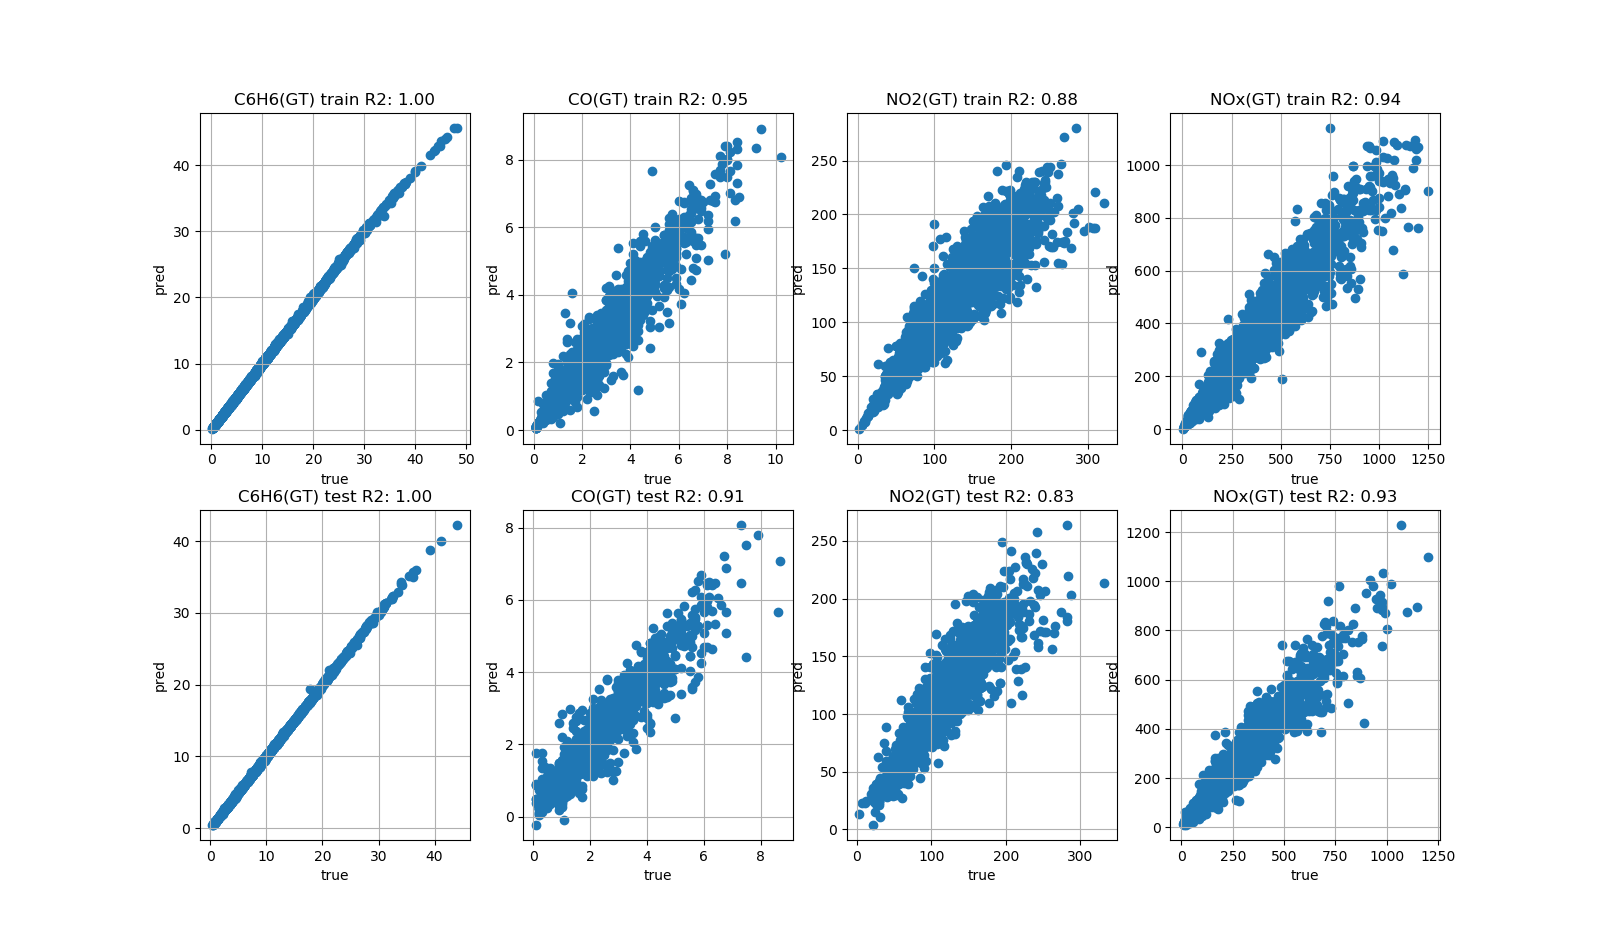 C6H6(GT) train R2: 1.00
pred
40
30
20
10
0
0 10 20 30 40 50
true
CO(GT) train R2: 0.95
pred
8
6
4
2
0
0 2 4 6 8 10
true
NO2(GT) train R2: 0.88
pred
250
200
150
100
50
0
0 100 200 300
true
NOx(GT) train R2: 0.94
pred
1000
800
600
400
200
0
0 250 500 750 1000 1250
true
C6H6(GT) test R2: 1.00
pred
40
30
20
10
0
0 10 20 30 40
true
CO(GT) test R2: 0.91
pred
8
6
4
2
0
0 2 4 6 8
true
NO2(GT) test R2: 0.83
pred
250
200
150
100
50
0
0 100 200 300
true
NOx(GT) test R2: 0.93
pred
1200
1000
800
600
400
200
0
0 250 500 750 1000 1250
true